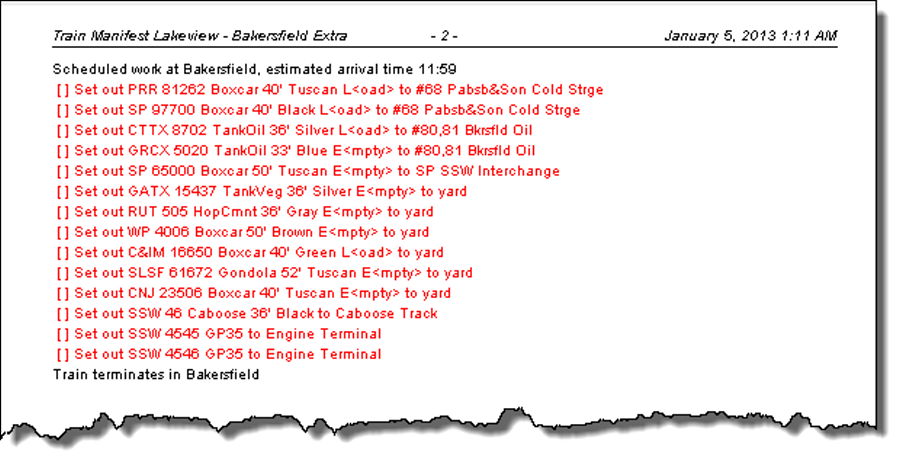 Train Manifest Lakeview - Bakersfield Extra - 2 - January 5, 2013 1:11 AM
Scheduled work at Bakersfield, estimated arrival time 11:59
[ ] Set out PRR 81262 Boxcar 40' Tuscan L<oad> to #68 Pabsb&Son Cold Strge
[ ] Set out SP 97700 Boxcar 40' Black L<oad> to #68 Pabsb&Son Cold Strge
[ ] Set out CTTX 8702 TankOil 36' Silver L<oad> to #80,81 Bkrsfld Oil
[ ] Set out GRCX 5020 TankOil 33' Blue E<mpty> to #80,81 Bkrsfld Oil
[ ] Set out SP 65000 Boxcar 50' Tuscan E<mpty> to SP SSW Interchange
[ ] Set out GATX 15437 TankVeg 36' Silver E<mpty> to yard
[ ] Set out RUT 505 HopCmnt 36' Gray E<mpty> to yard
[ ] Set out WP 4006 Boxcar 50' Brown E<mpty> to yard
[ ] Set out C&IM 16650 Boxcar 40' Green L<oad> to yard
[ ] Set out SLSF 61672 Gondola 52' Tuscan E<mpty> to yard
[ ] Set out CNJ 23506 Boxcar 40' Tuscan E<mpty> to yard
[ ] Set out SSW 46 Caboose 36' Black to Caboose Track
[ ] Set out SSW 4545 GP35 to Engine Terminal
[ ] Set out SSW 4546 GP35 to Engine Terminal
Train terminates in Bakersfield